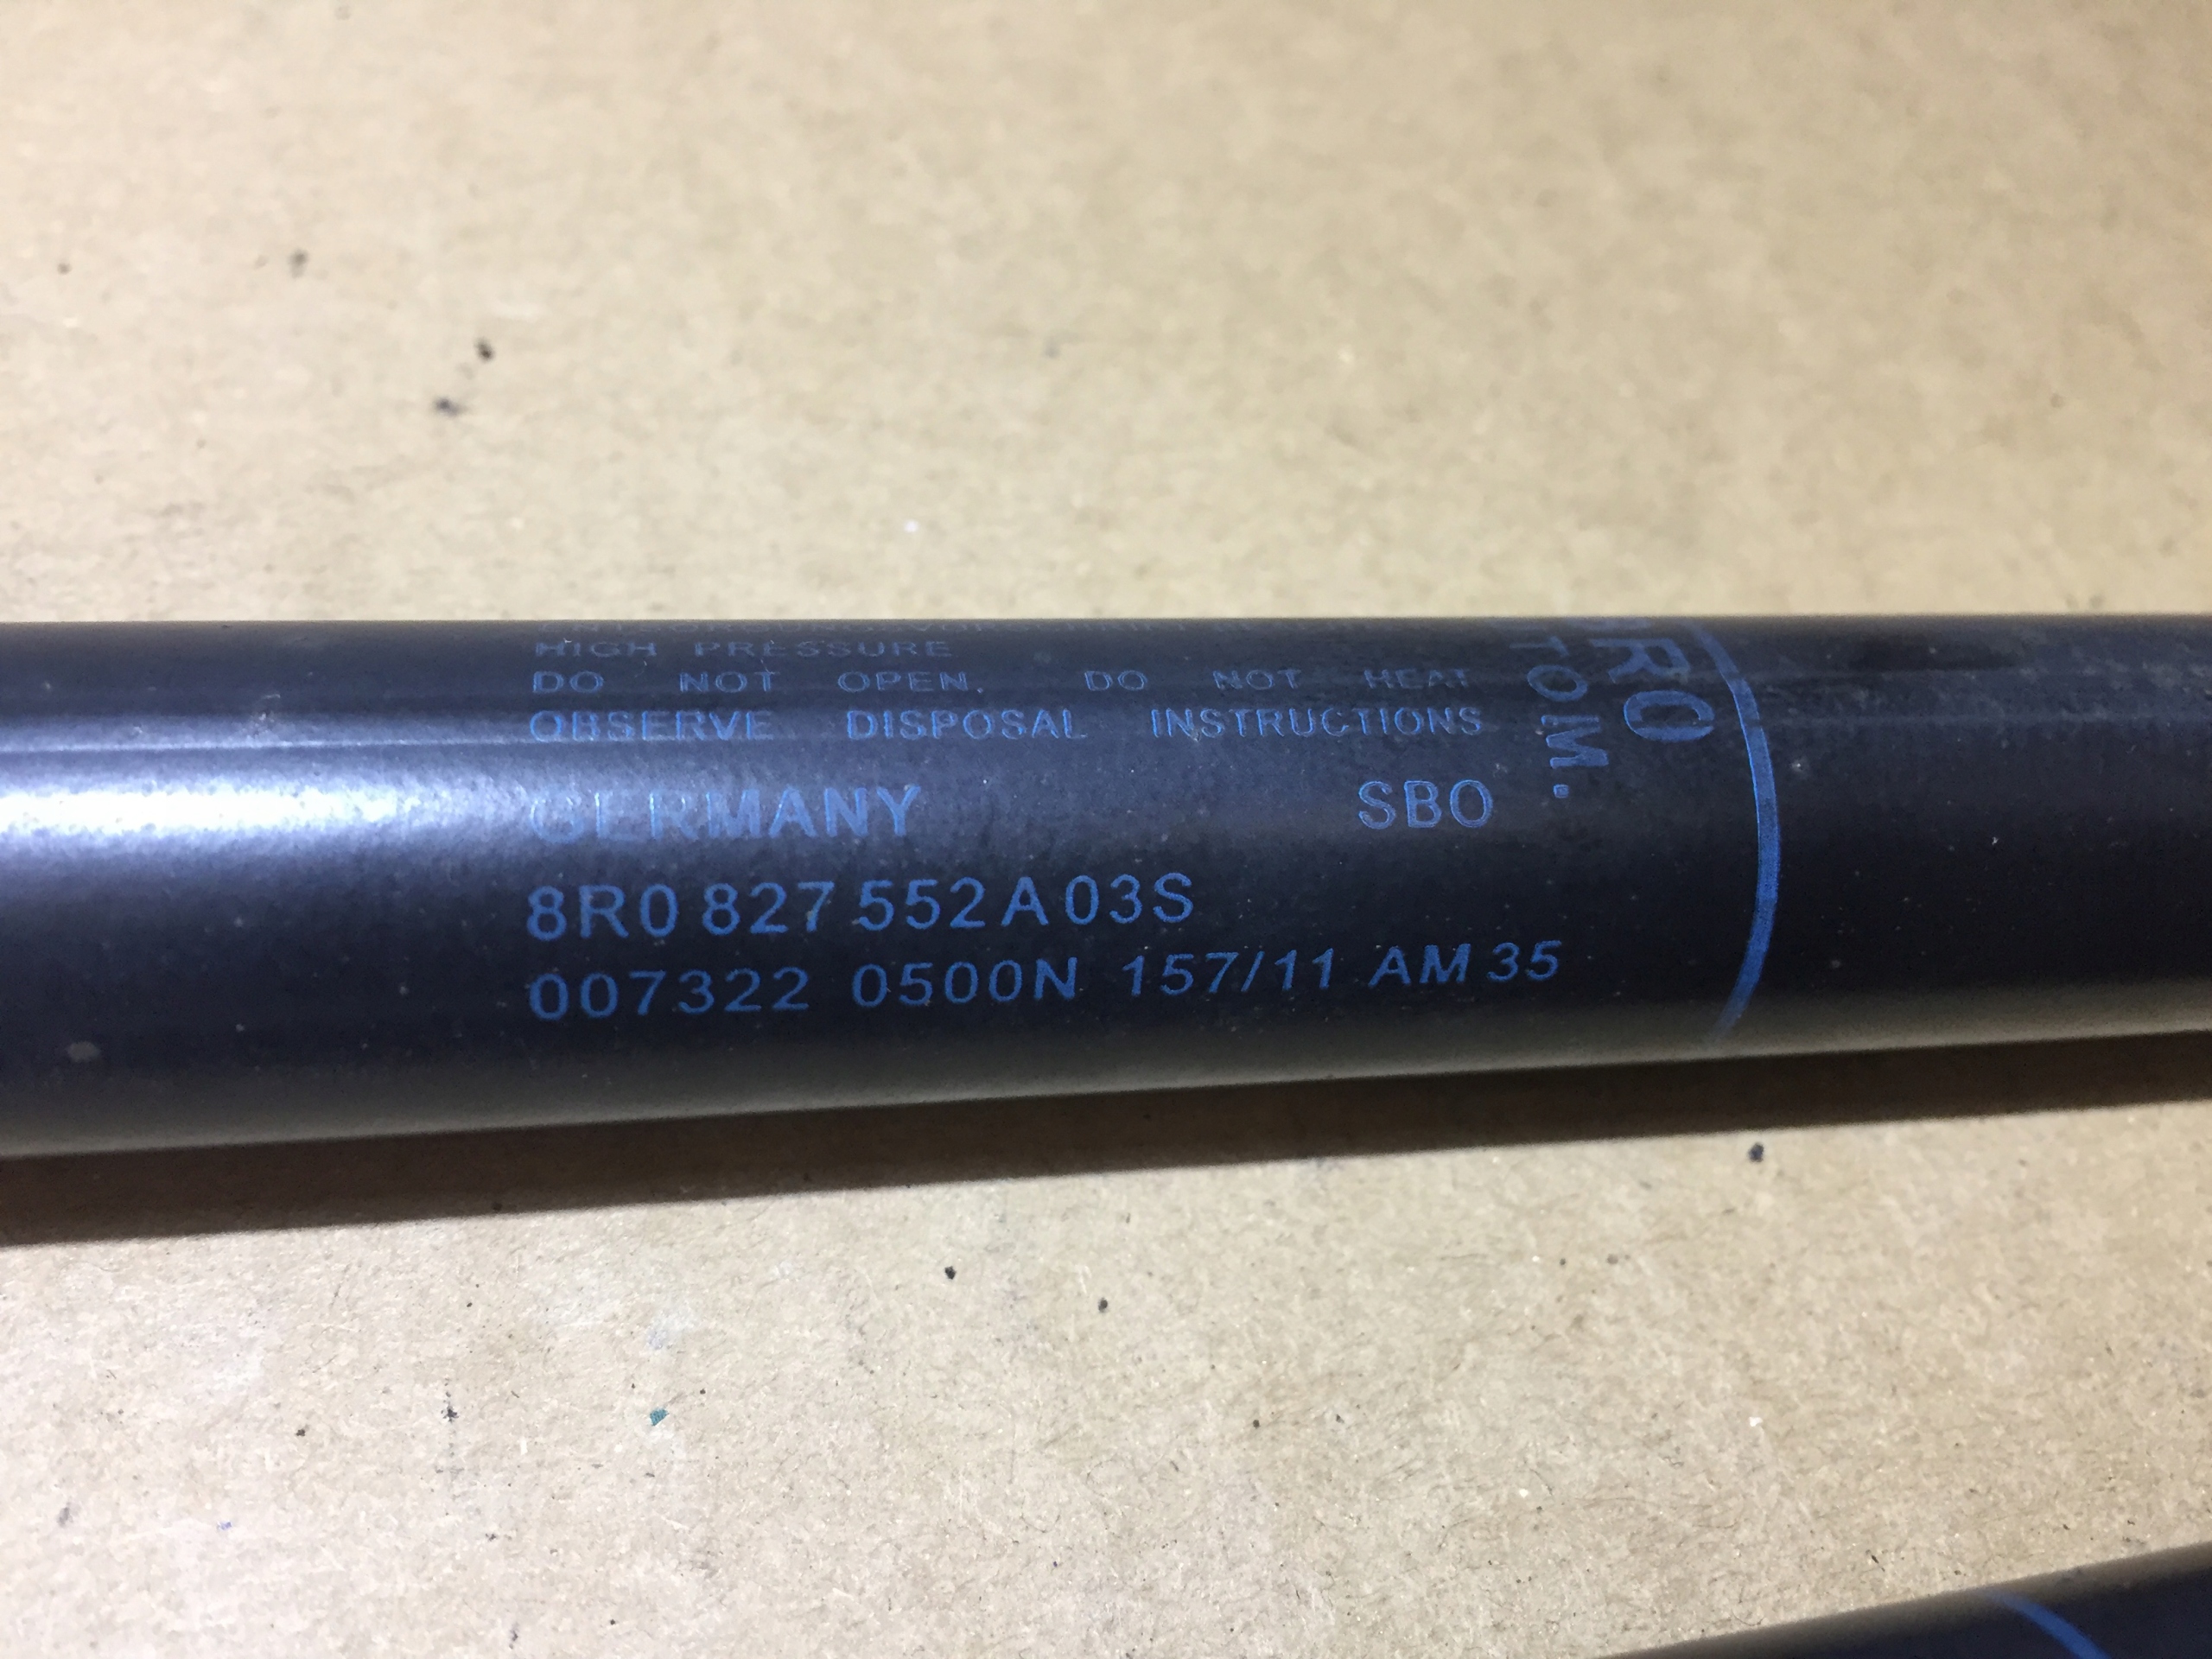 HIGH PRESSURE
DO NOT OPEN. DO NOT HEAT
OBSERVE DISPOSAL INSTRUCTIONS
GERMANY SBO
8R0 827 552 A 03S
007322 0500N 157/11 AM 35